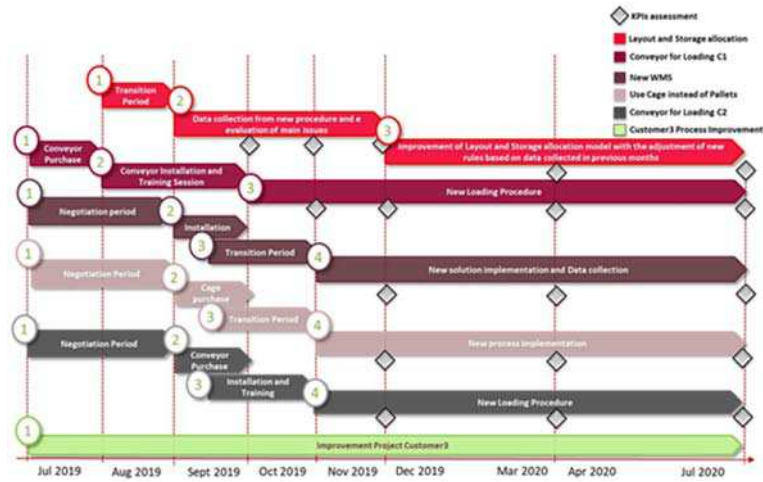 KPIs assessment
Layout and Storage allocation
Conveyor for Loading C1
New WMS
Use Cage instead of Pallets
Conveyor for Loading C2
Customer3 Process Improvement
1
Transition
Period
2
Data collection from new procedure and e
evaluation of main issues
3
Improvement of Layout and Storage allocation model with the adjustment of new
rules based on data collected in previous
months
1
Conveyor
Purchase
2
Conveyor Installation and
Training Session
3
New Loading Procedure
1
Negotiation period
2
Installation
3
Transition Period
4
New solution implementation and Data collection
1
Negotiation Period
2
Cage
purchase
3
Transition Period
4
New process implementation
1
Negotiation Period
2
Conveyor
Purchase
3
Installation and
Training
4
New Loading Procedure
1
Improvement Project Customer3
Jul 2019
Aug 2019
Sept 2019
Oct 2019
Nov 2019
Dec 2019
Mar 2020
Apr 2020
Jul 2020